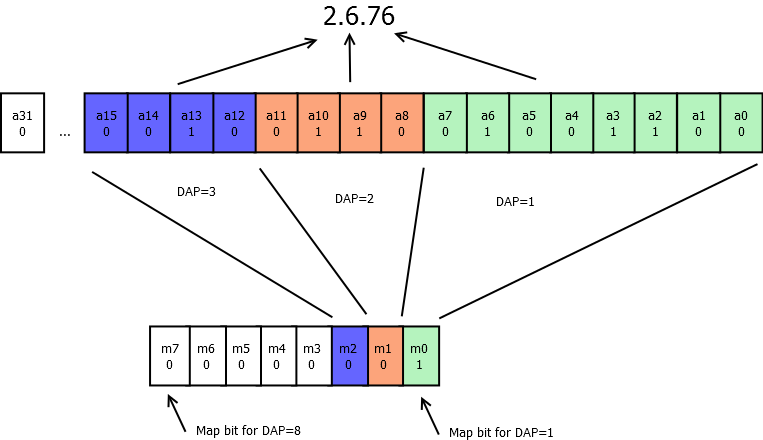 2.6.76
a31 ... a15 a14 a13 a12 a11 a10 a9 a8 a7 a6 a5 a4 a3 a2 a1 a0
0 0 0 1 0 0 1 1 0 0 1 1 0 1 1 0 0
DAP=3 DAP=2 DAP=1
m7 m6 m5 m4 m3 m2 m1 m0
0 0 0 0 0 0 0 1
Map bit for DAP=8 Map bit for DAP=1